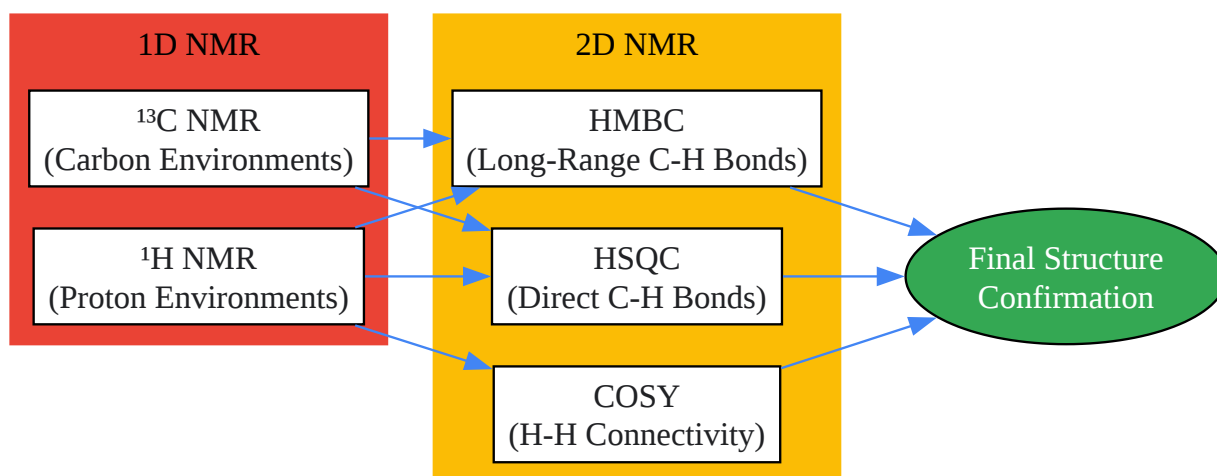 1D NMR
¹³C NMR
(Carbon Environments)
¹H NMR
(Proton Environments)
2D NMR
HMBC
(Long-Range C-H Bonds)
HSQC
(Direct C-H Bonds)
COSY
(H-H Connectivity)
Final Structure
Confirmation